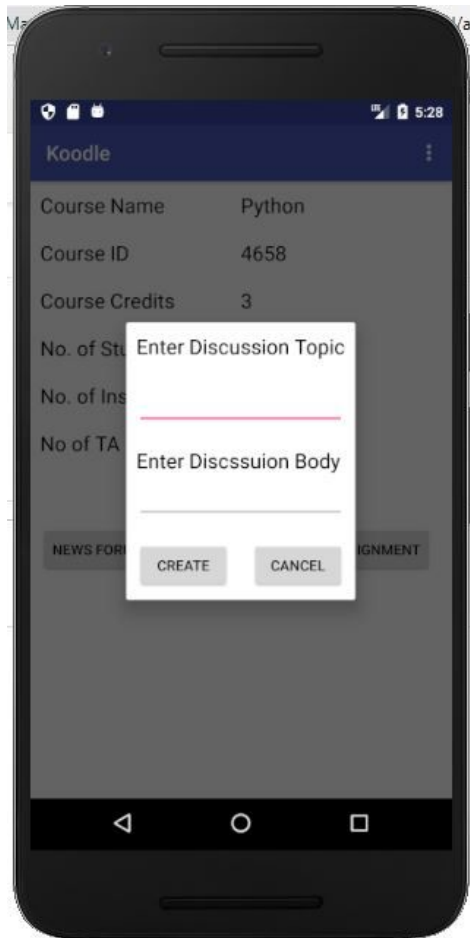 5:28
Koodle
Course Name Python
Course ID 4658
Course Credits 3
No. of Stu
No. of Ins
No of TA
Enter Discussion Topic
Enter Discssuion Body
NEWS FORU
IGNMENT
CREATE CANCEL